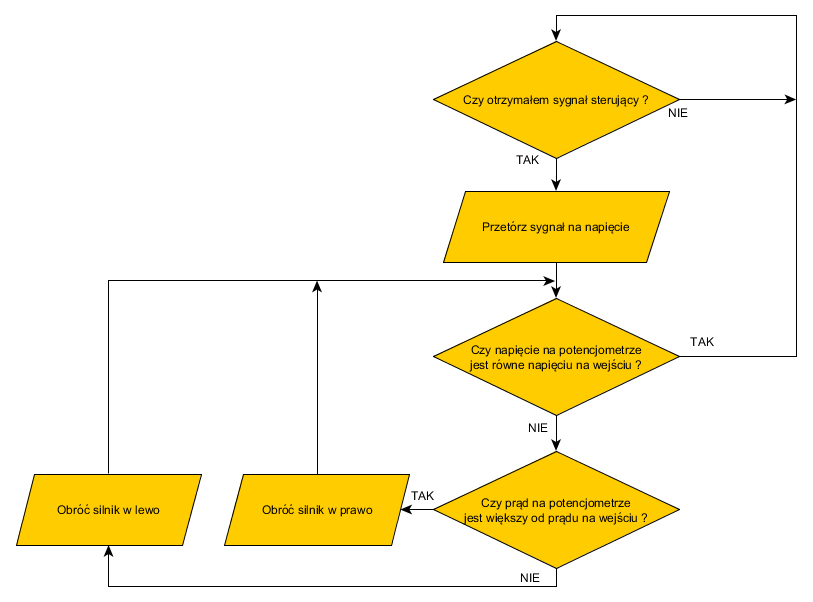 Czy otrzymałem sygnał sterujący ?
NIE
TAK
Przetórz sygnał na napięcie
Czy napięcie na potencjometrze
jest równe napięciu na wejściu ?
TAK
NIE
Czy prąd na potencjometrze
jest większy od prądu na wejściu ?
TAK
Obróć silnik w prawo
Obróć silnik w lewo
NIE